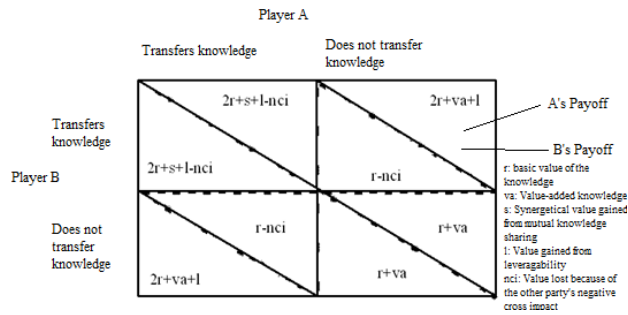 Player A
Transfers knowledge
Does not transfer
knowledge
2r+s+l-nci
2r+va+l
A's Payoff
Transfers
knowledge
B's Payoff
2r+s+l-nci
r-nci
Player B
r: basic value of the
knowledge
va: Value-added knowledge
s: Synergetical value gained
from mutual knowledge
sharing
l: Value gained from
leveragability
nci: Value lost because of
the other party's negative
cross impact
Does not
transfer
knowledge
r-nci
r+va
2r+va+l
r+va